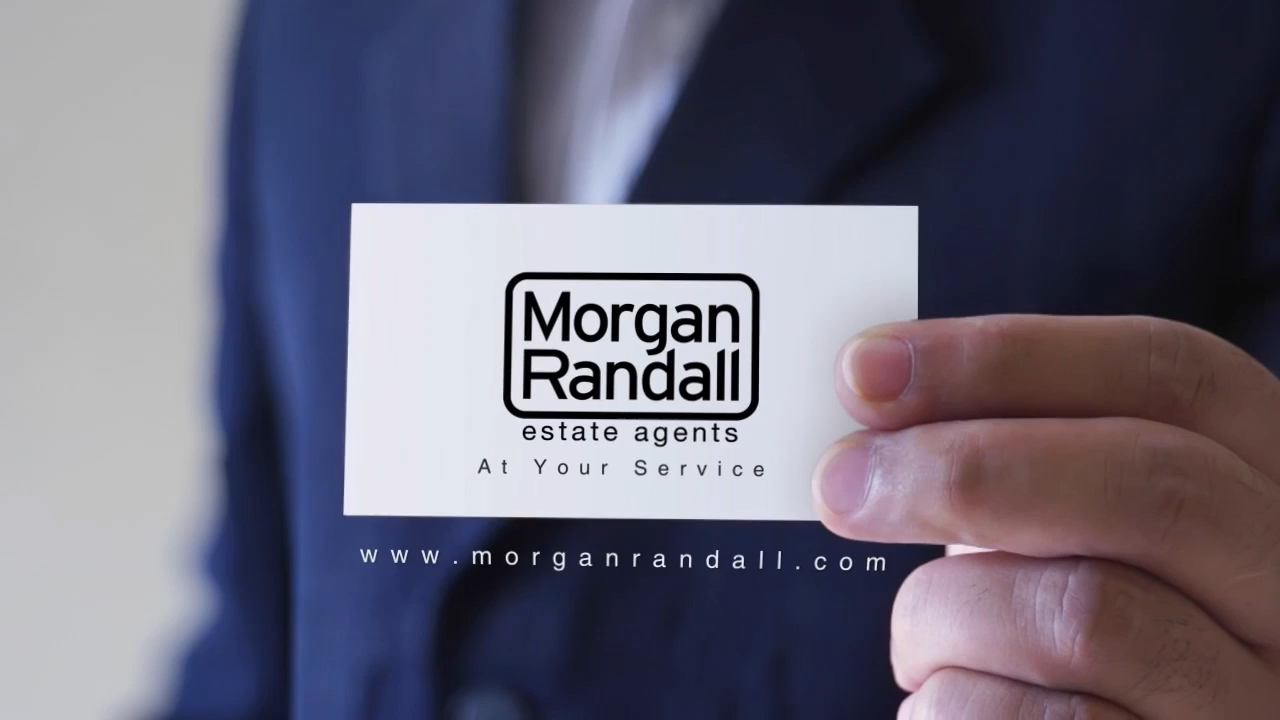 Morgan
Randall
estate agents
At Your Service
www.morganrandall.com